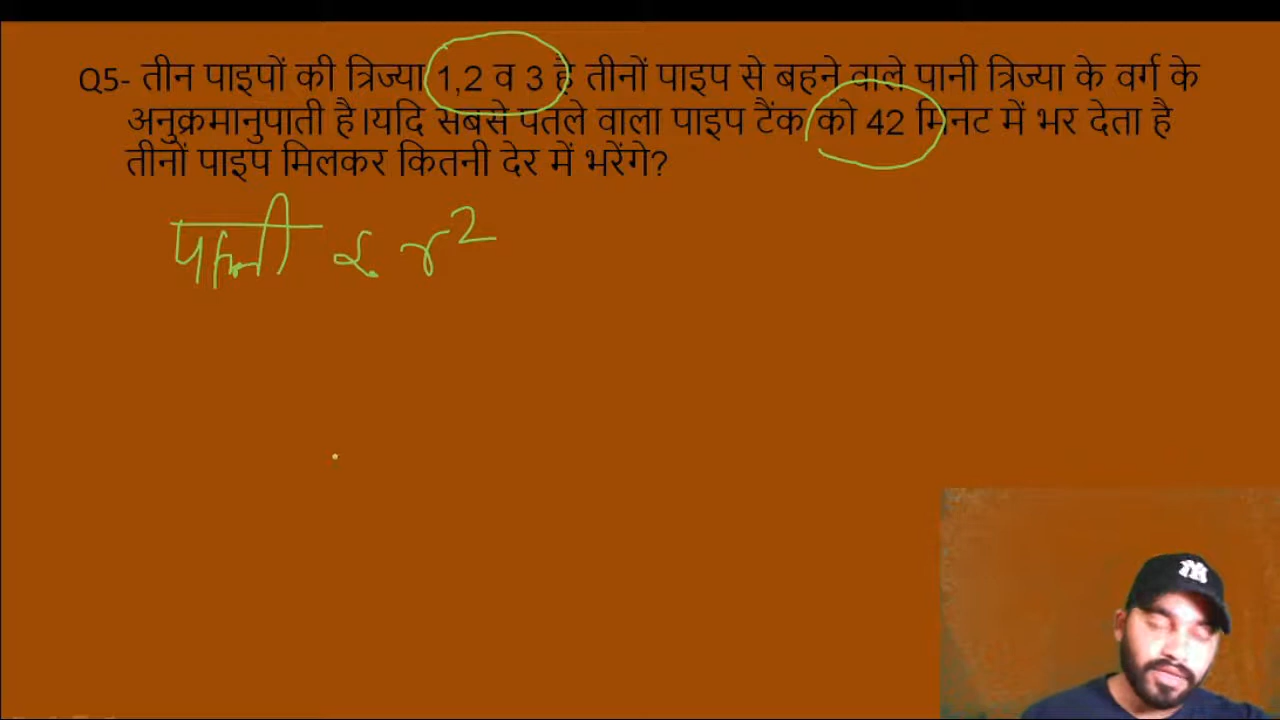 Q5- तीन पाइपों की त्रिज्या 1,2 व 3 है तीनों पाइप से बहने वाले पानी त्रिज्या के वर्ग के
अनुक्रमानुपाती है।यदि सबसे पतले वाला पाइप टैंक को 42 मिनट में भर देता है
तीनों पाइप मिलकर कितनी देर में भरेंगे?
पानी ∝ r²